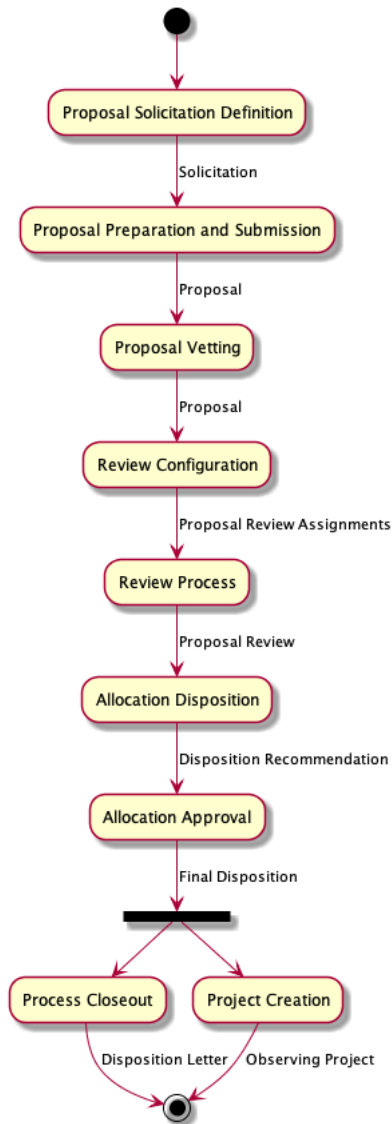 Proposal Solicitation Definition
Solicitation
Proposal Preparation and Submission
Proposal
Proposal Vetting
Proposal
Review Configuration
Proposal Review Assignments
Review Process
Proposal Review
Allocation Disposition
Disposition Recommendation
Allocation Approval
Final Disposition
Process Closeout
Project Creation
Disposition Letter
Observing Project